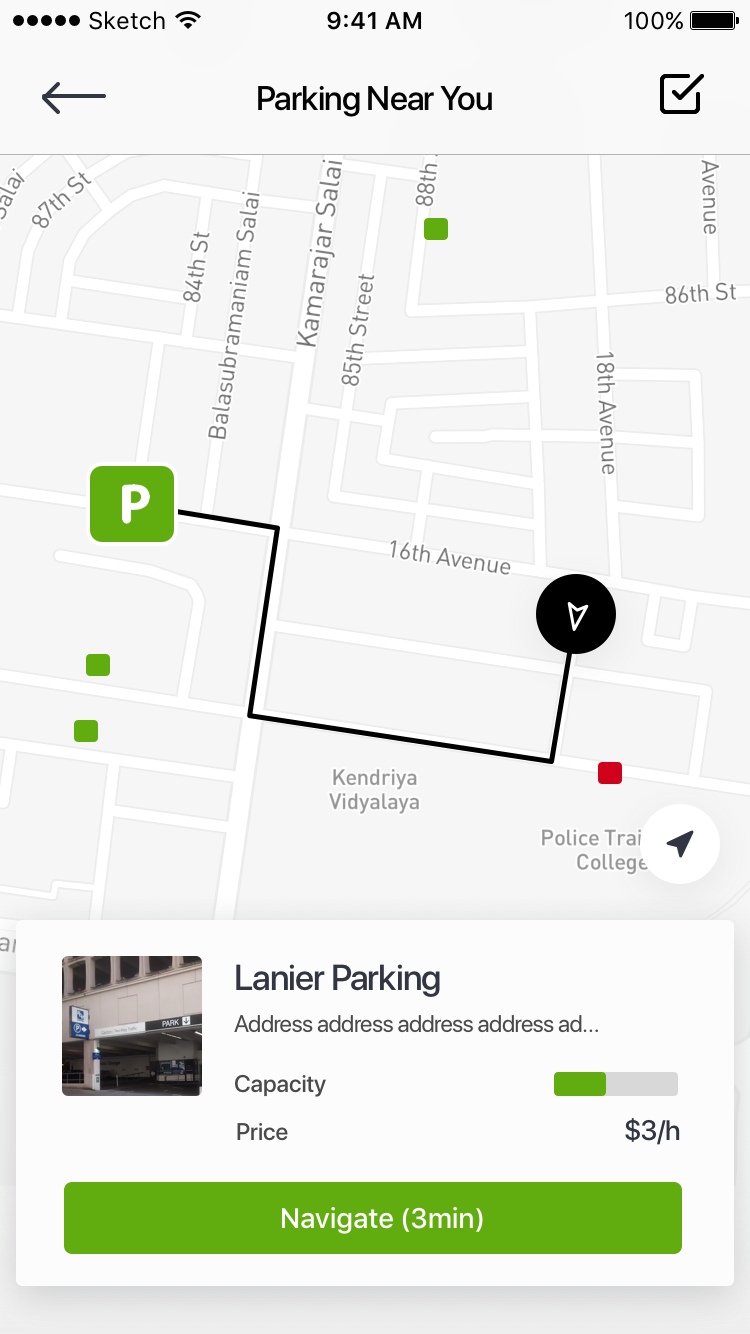 Sketch 9:41 AM 100%
Parking Near You
Salai
87th St
84th St
Balasubramaniam Salai
Kamarajar Salai
85th Street
88th
Avenue
86th St
18th Avenue
P
16th Avenue
Kendriya
Vidyalaya
Police Trai
College
Lanier Parking
Address address address address ad...
PARK
Capacity
Price $3/h
Navigate (3min)